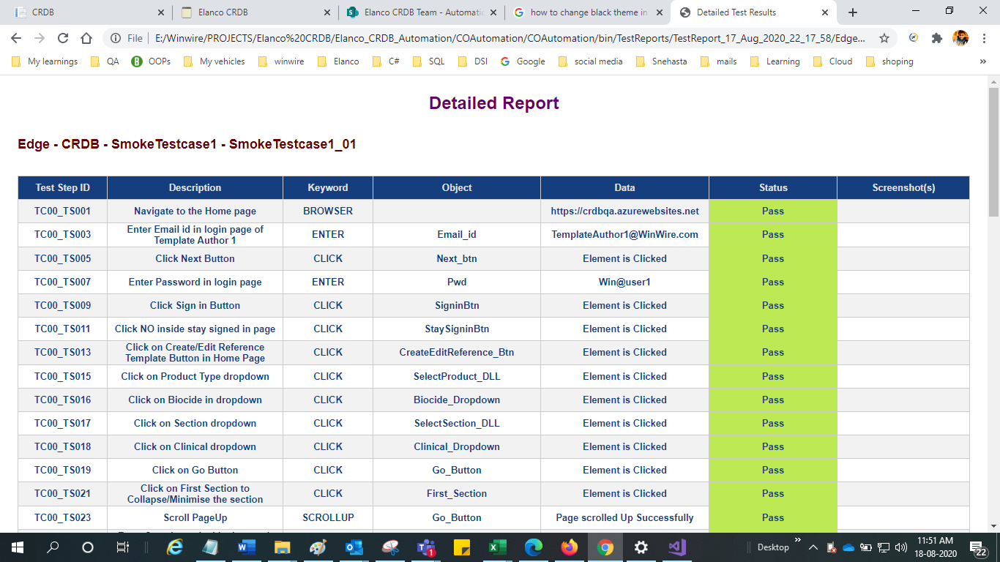 CRDB
Elanco CRDB
Elanco CRDB Team - Automatic
how to change black theme in
Detailed Test Results
File
E:/Winwire/PROJECTS/Elanco%20CRDB/Elanco_CRDB_Automation/COAutomation/COAutomation/bin/TestReports/TestReport_17_Aug_2020_22_17_58/Edge...
My learnings QA OOPs My vehicles winwire Elanco C# SQL DSI Google social media Snehasta mails Learning Cloud shoping »
Detailed Report
Edge - CRDB - SmokeTestcase1 - SmokeTestcase1_01
Test Step ID Description Keyword Object Data Status Screenshot(s)
TC00_TS001 Navigate to the Home page BROWSER https://crdbqa.azurewebsites.net Pass
TC00_TS003 Enter Email id in login page of
Template Author 1 ENTER Email_id TemplateAuthor1@WinWire.com Pass
TC00_TS005 Click Next Button CLICK Next_btn Element is Clicked Pass
TC00_TS007 Enter Password in login page ENTER Pwd Win@user1 Pass
TC00_TS009 Click Sign in Button CLICK SigninBtn Element is Clicked Pass
TC00_TS011 Click NO inside stay signed in page CLICK StaySigninBtn Element is Clicked Pass
TC00_TS013 Click on Create/Edit Reference
Template Button in Home Page CLICK CreateEditReference_Btn Element is Clicked Pass
TC00_TS015 Click on Product Type dropdown CLICK SelectProduct_DLL Element is Clicked Pass
TC00_TS016 Click on Biocide in dropdown CLICK Biocide_Dropdown Element is Clicked Pass
TC00_TS017 Click on Section dropdown CLICK SelectSection_DLL Element is Clicked Pass
TC00_TS018 Click on Clinical dropdown CLICK Clinical_Dropdown Element is Clicked Pass
TC00_TS019 Click on Go Button CLICK Go_Button Element is Clicked Pass
TC00_TS021 Click on First Section to
Collapse/Minimise the section CLICK First_Section Element is Clicked Pass
TC00_TS023 Scroll PageUp SCROLLUP Go_Button Page scrolled Up Successfully Pass
Desktop »
11:51 AM
18-08-2020
22
1